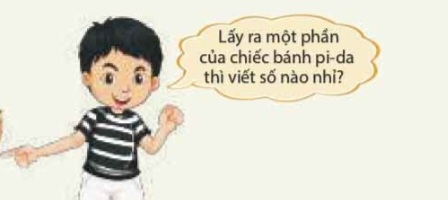 Lấy ra một phần
của chiếc bánh pi-da
thì viết số nào nhỉ?